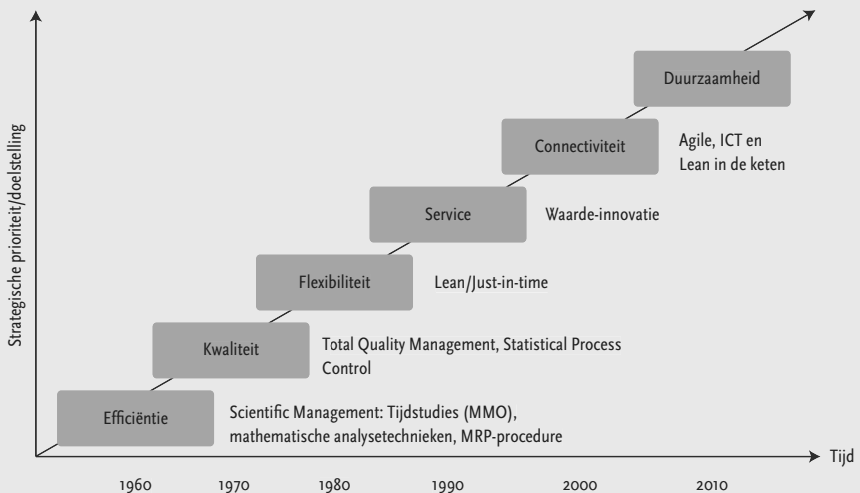 Strategische prioriteit/doelstelling
Duurzaamheid
Connectiviteit
Agile, ICT en
Lean in de keten
Service
Waarde-innovatie
Flexibiliteit
Lean/Just-in-time
Kwaliteit
Total Quality Management, Statistical Process
Control
Efficiëntie
Scientific Management: Tijdstudies (MMO),
mathematische analysetechnieken, MRP-procedure
Tijd
1960 1970 1980 1990 2000 2010